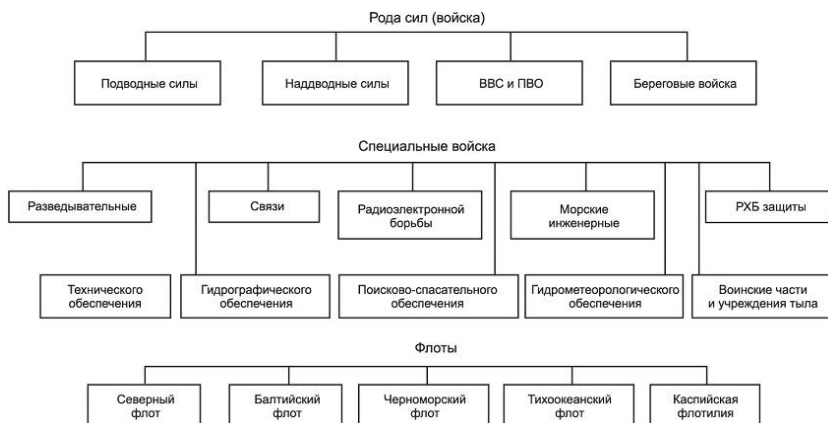 Рода сил (войска)
Подводные силы
Наддводные силы
ВВС и ПВО
Береговые войска
Специальные войска
Разведывательные
Связи
Радиоэлектронной
борьбы
Морские
инженерные
РХБ защиты
Технического
обеспечения
Гидрографического
обеспечения
Поисково-спасательного
обеспечения
Гидрометеорологического
обеспечения
Воинские части
и учреждения тыла
Флоты
Северный
флот
Балтийский
флот
Черноморский
флот
Тихоокеанский
флот
Каспийская
флотилия